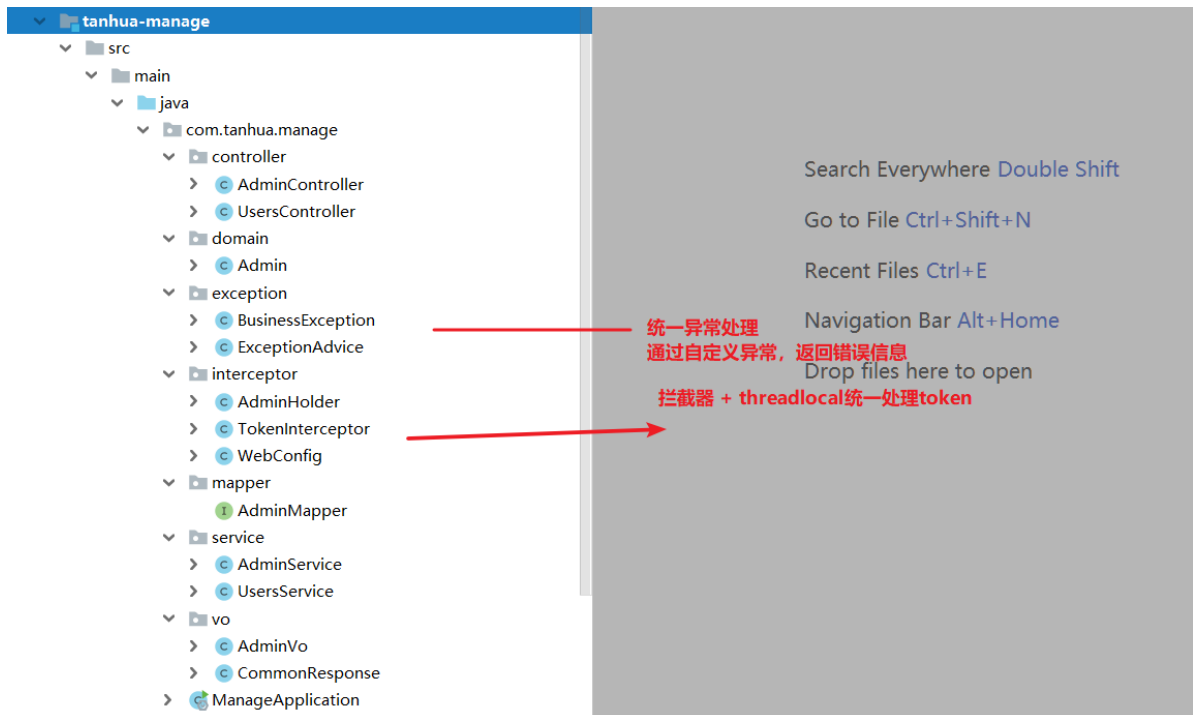 tanhua-manage
src
main
java
com.tanhua.manage
controller
AdminController
UsersController
domain
Admin
exception
BusinessException
ExceptionAdvice
interceptor
AdminHolder
TokenInterceptor
WebConfig
mapper
AdminMapper
service
AdminService
UsersService
vo
AdminVo
CommonResponse
ManageApplication
Search Everywhere Double Shift
Go to File Ctrl+Shift+N
Recent Files Ctrl+E
Navigation Bar Alt+Home
Drop files here to open
统一异常处理
通过自定义异常，返回错误信息
拦截器 + threadlocal统一处理token